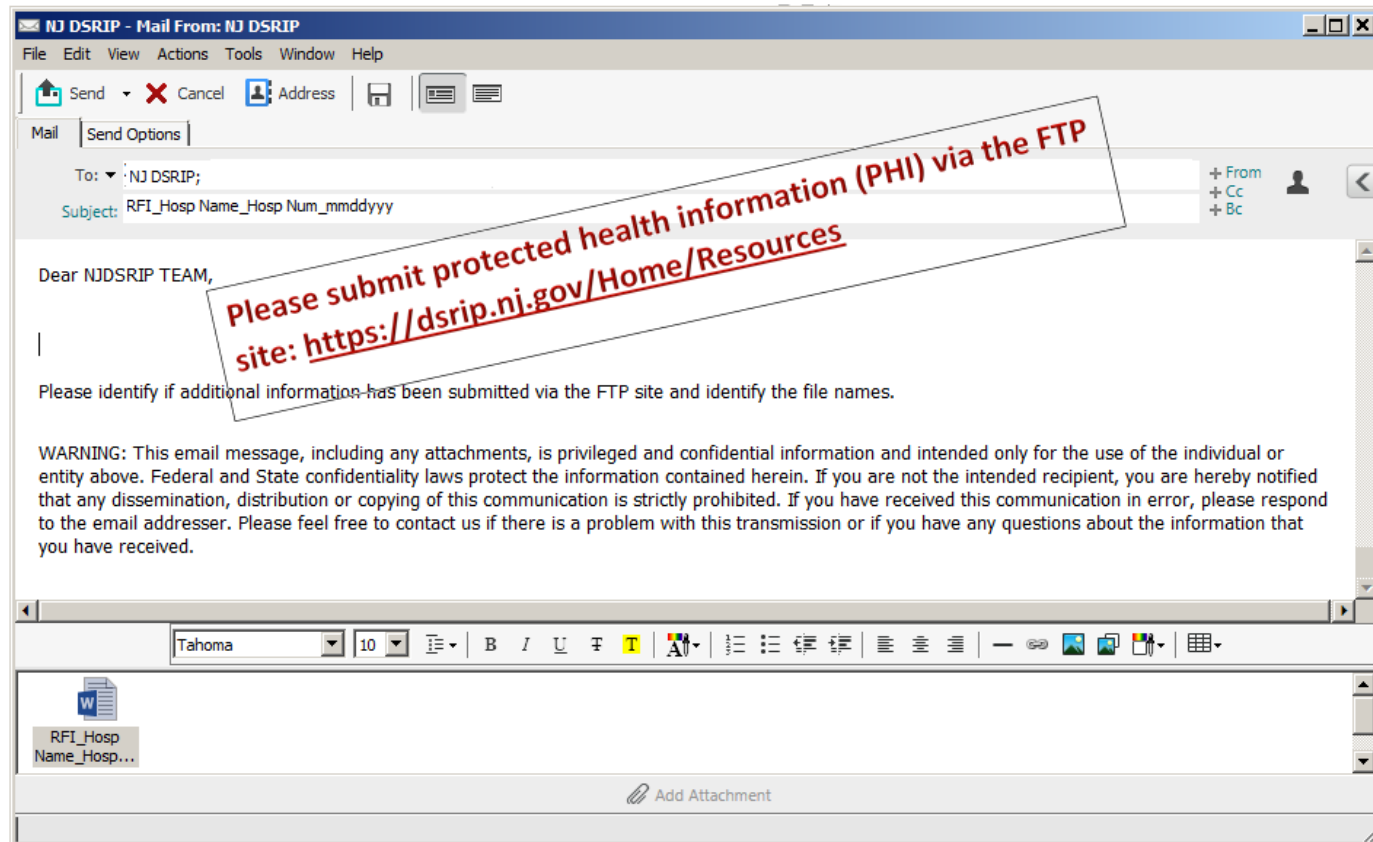 NJ DSRIP - Mail From: NJ DSRIP
File Edit View Actions Tools Window Help
Send Cancel Address
Mail Send Options
To: NJ DSRIP;
+ From
+ Cc
Subject: RFI_Hosp Name_Hosp Num_mmddyyy
+ Bc
Please submit protected health information (PHI) via the FTP
site: https://dsrip.nj.gov/Home/Resources
Dear NJDSRIP TEAM,
Please identify if additional information has been submitted via the FTP site and identify the file names.
WARNING: This email message, including any attachments, is privileged and confidential information and intended only for the use of the individual or
entity above. Federal and State confidentiality laws protect the information contained herein. If you are not the intended recipient, you are hereby notified
that any dissemination, distribution or copying of this communication is strictly prohibited. If you have received this communication in error, please respond
to the email addresser. Please feel free to contact us if there is a problem with this transmission or if you have any questions about the information that
you have received.
Tahoma 10 B I U T T A
W
RFI_Hosp
Name_Hosp...
Add Attachment